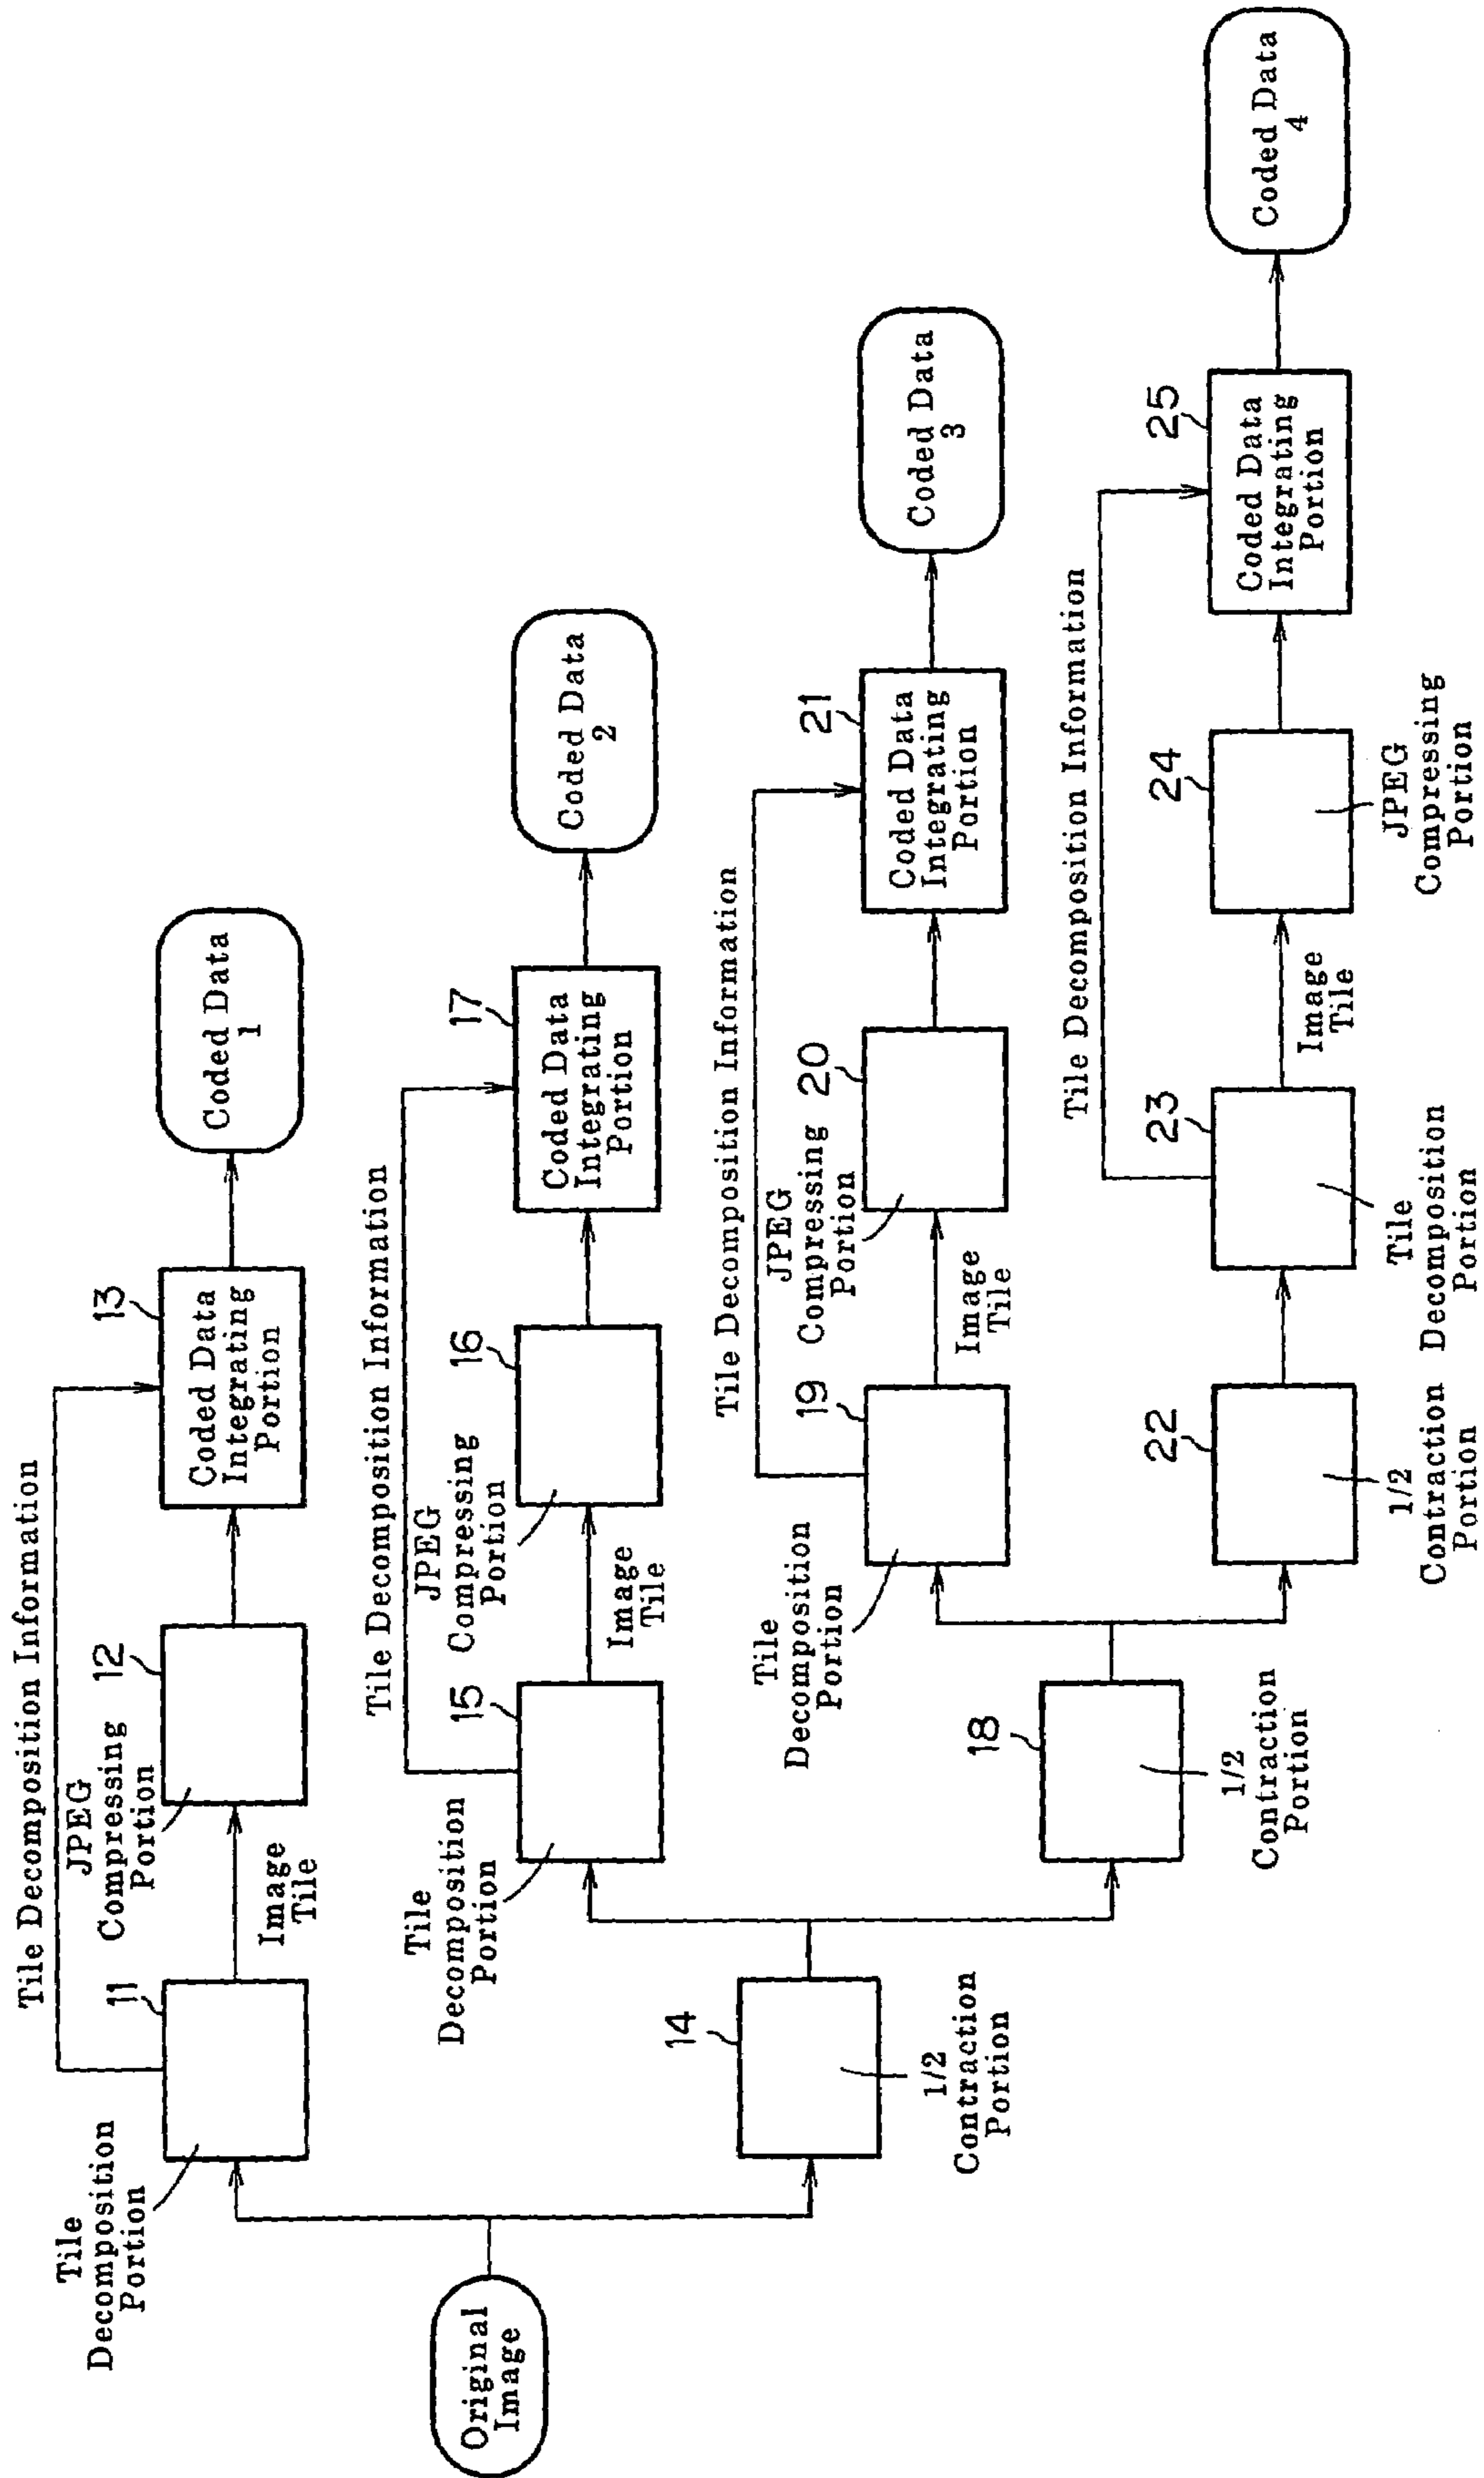 Original
Image
Tile
Decomposition
Portion
11
Tile Decomposition Information
Image
Tile
JPEG
Compressing
Portion
12
13
Coded Data
Integrating
Portion
Coded Data
1
14
1/2
Contraction
Portion
Tile
Decomposition
Portion
15
Tile Decomposition Information
Image
Tile
JPEG
Compressing
Portion
16
17
Coded Data
Integrating
Portion
Coded Data
2
18
1/2
Contraction
Portion
Tile
Decomposition
Portion
19
Tile Decomposition Information
Image
Tile
JPEG
Compressing
Portion
20
21
Coded Data
Integrating
Portion
Coded Data
3
22
1/2
Contraction
Portion
23
Tile
Decomposition
Portion
Tile Decomposition Information
Image
Tile
24
JPEG
Compressing
Portion
25
Coded Data
Integrating
Portion
Coded Data
4